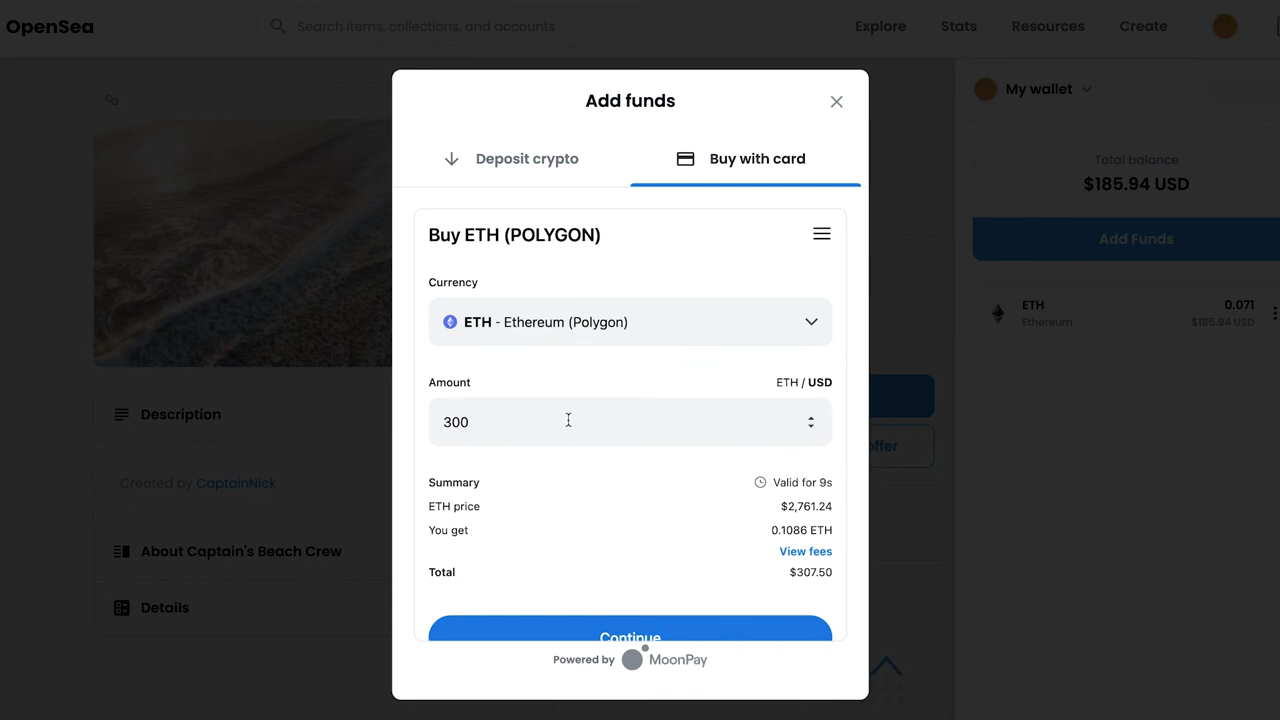 OpenSea
Search items, collections, and accounts
Explore
Stats
Resources
Create
Add funds
Deposit crypto
Buy with card
Buy ETH (POLYGON)
Currency
ETH - Ethereum (Polygon)
Amount
ETH / USD
300
Summary
Valid for 9s
ETH price
$2,761.24
You get
0.1086 ETH
View fees
Total
$307.50
Continue
Powered by MoonPay
My wallet
Total balance
$185.94 USD
Add Funds
ETH
0.071
Ethereum
$185.94 USD
Description
Created by CaptainNick
About Captain's Beach Crew
Details
offer